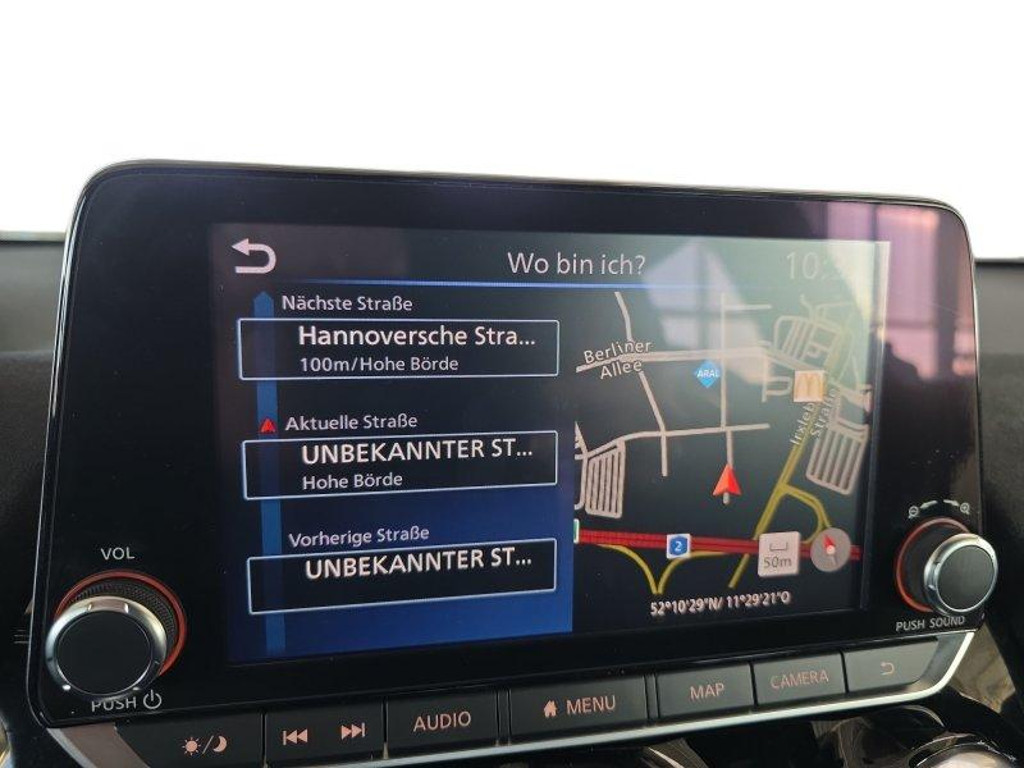 Wo bin ich?
10:
Nächste Straße
Hannoversche Stra...
100m/Hohe Börde
Aktuelle Straße
UNBEKANNTER ST...
Hohe Börde
Vorherige Straße
UNBEKANNTER ST...
Berliner
Allee
ARAL
Straße
2
50m
52°10'29"N/ 11°29'21"O
VOL
PUSH
PUSH SOUND
AUDIO
MENU
MAP
CAMERA